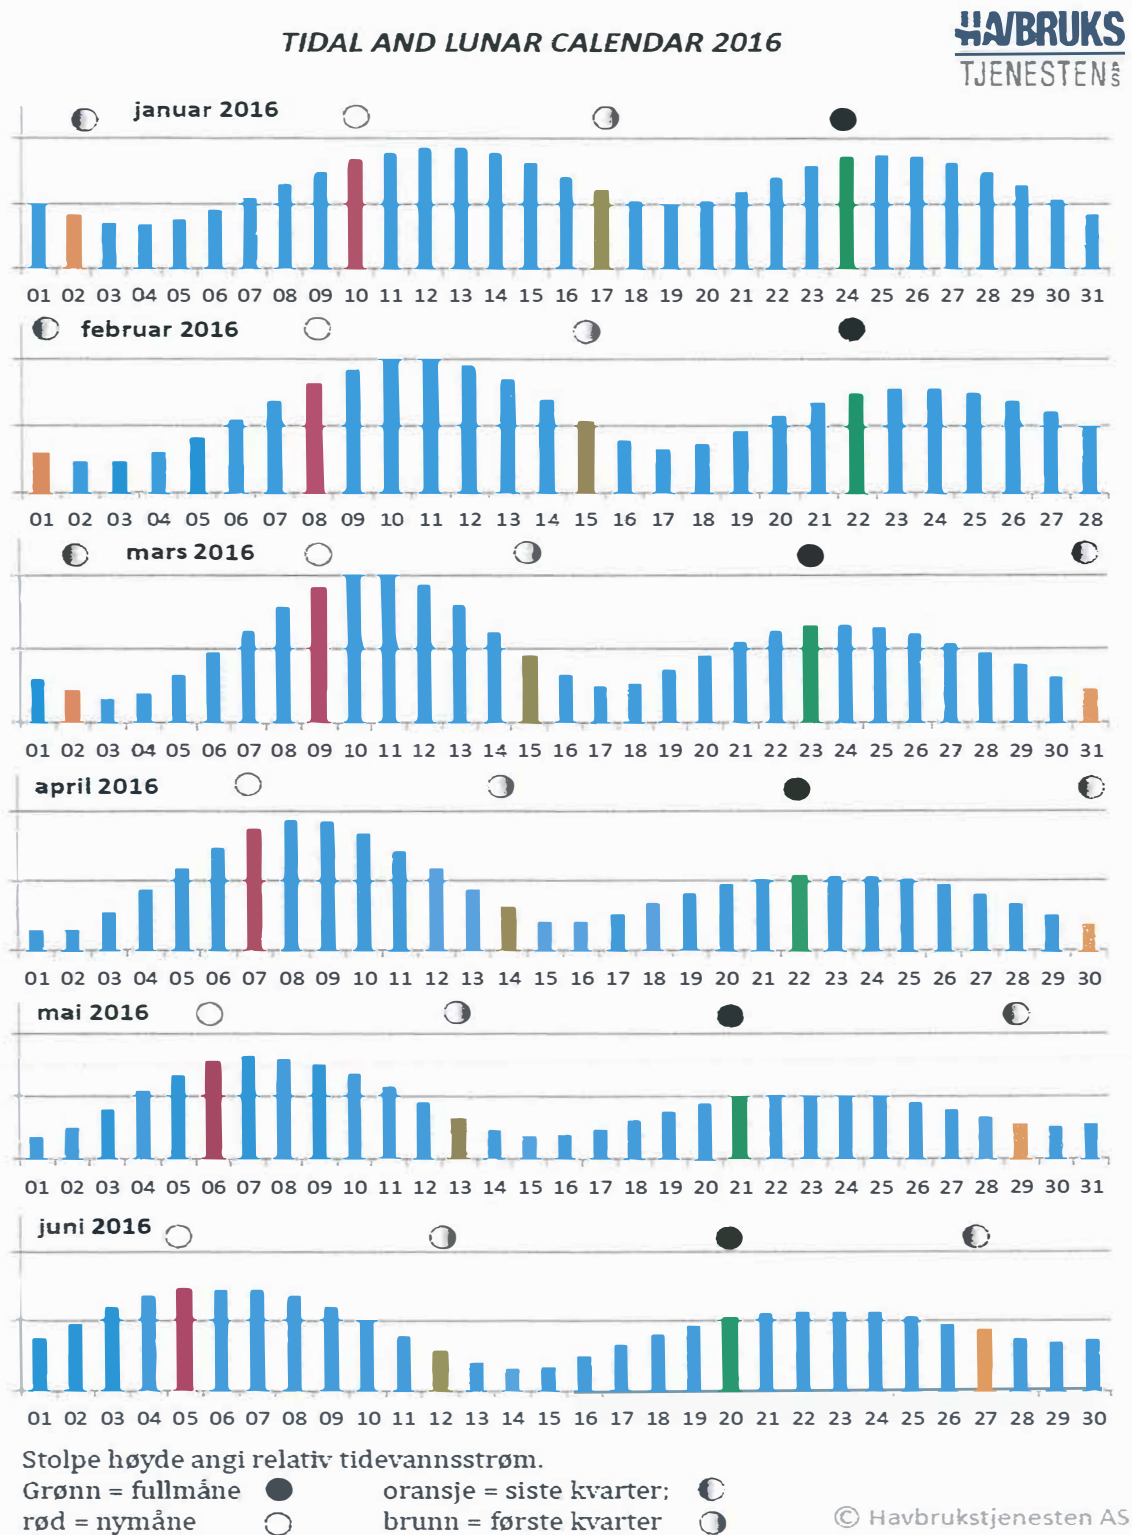 TIDAL AND LUNAR CALENDAR 2016
HAVBRUKS
TJENESTEN AS
januar 2016
01 02 03 04 05 06 07 08 09 10 11 12 13 14 15 16 17 18 19 20 21 22 23 24 25 26 27 28 29 30 31
februar 2016
01 02 03 04 05 06 07 08 09 10 11 12 13 14 15 16 17 18 19 20 21 22 23 24 25 26 27 28
mars 2016
01 02 03 04 05 06 07 08 09 10 11 12 13 14 15 16 17 18 19 20 21 22 23 24 25 26 27 28 29 30 31
april 2016
01 02 03 04 05 06 07 08 09 10 11 12 13 14 15 16 17 18 19 20 21 22 23 24 25 26 27 28 29 30
mai 2016
01 02 03 04 05 06 07 08 09 10 11 12 13 14 15 16 17 18 19 20 21 22 23 24 25 26 27 28 29 30 31
juni 2016
01 02 03 04 05 06 07 08 09 10 11 12 13 14 15 16 17 18 19 20 21 22 23 24 25 26 27 28 29 30
Stolpe høyde angi relativ tidevannsstrøm.
Grønn = fullmåne oransje = siste kvarter;
rød = nymåne brunn = første kvarter
© Havbrukstjenesten AS